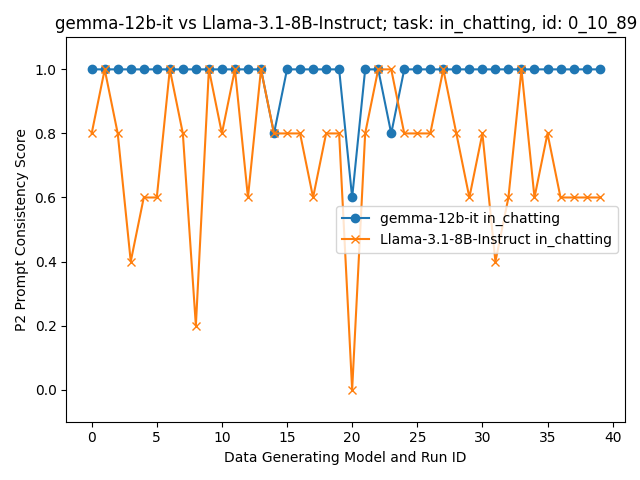 gemma-12b-it vs Llama-3.1-8B-Instruct; task: in_chatting, id: 0_10_89
P2 Prompt Consistency Score
1.0
0.8
0.6
0.4
0.2
0.0
gemma-12b-it in_chatting
Llama-3.1-8B-Instruct in_chatting
0 5 10 15 20 25 30 35 40
Data Generating Model and Run ID